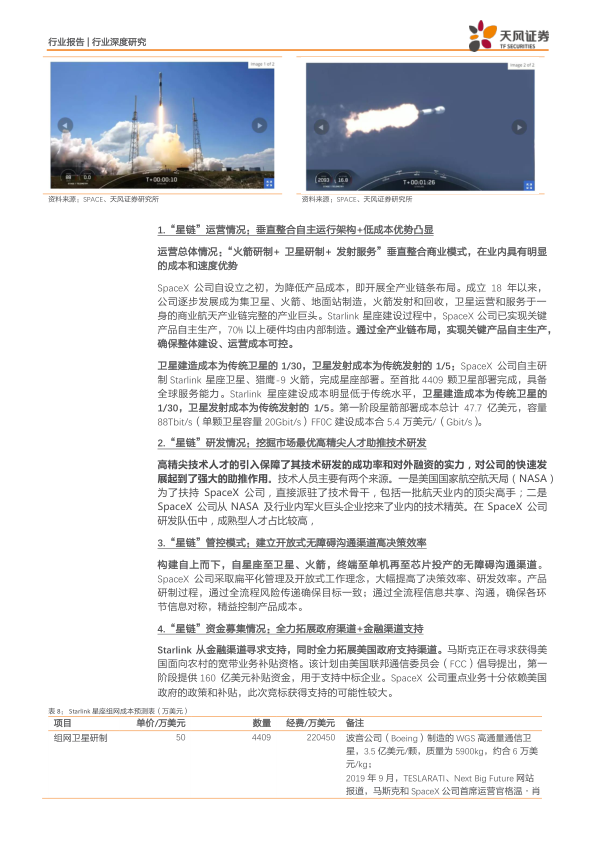 行业报告 | 行业深度研究
天风证券
TF SECURITIES
Image 1 of 2
T+00:00:10
Image 2 of 2
T+00:01:28
资料来源：SPACE、天风证券研究所
资料来源：SPACE、天风证券研究所
1.“星链”运营情况：垂直整合自主运行架构+低成本优势凸显
运营总体情况：“火箭研制+ 卫星研制+ 发射服务”垂直整合商业模式，在业内具有明显
的成本和速度优势
SpaceX 公司自设立之初，为降低产品成本，即开展全产业链条布局。成立 18 年以来，
公司逐步发展成为集卫星、火箭、地面站制造，火箭发射和回收，卫星运营和服务于一
身的商业航天产业链完整的产业巨头。Starlink 星座建设过程中，SpaceX 公司已实现关键
产品自主生产，70% 以上硬件均由内部制造。通过全产业链布局，实现关键产品自主生产，
确保整体建设、运营成本可控。
卫星建造成本为传统卫星的 1/30，卫星发射成本为传统发射的 1/5：SpaceX 公司自主研
制 Starlink 星座卫星、猎鹰-9 火箭，完成星座部署。至首批 4409 颗卫星部署完成，具备
全球服务能力。Starlink 星座建设成本明显低于传统水平，卫星建造成本为传统卫星的
1/30，卫星发射成本为传统发射的 1/5。第一阶段星箭部署成本总计 47.7 亿美元，容量
88Tbit/s（单颗卫星容量 20Gbit/s）FF0C 建设成本合 5.4 万美元/（Gbit/s）。
2.“星链”研发情况：挖掘市场最优高精尖人才助推技术研发
高精尖技术人才的引入保障了其技术研发的成功率和对外融资的实力，对公司的快速发
展起到了强大的助推作用。技术人员主要有两个来源。一是美国国家航空航天局（NASA）
为了扶持 SpaceX 公司，直接派驻了技术骨干，包括一批航天业内的顶尖高手；二是
SpaceX 公司从 NASA 及行业内军火巨头企业挖来了业内的技术精英。在 SpaceX 公司
研发队伍中，成熟型人才占比较高，
3.“星链”管控模式：建立开放式无障碍沟通渠道高决策效率
构建自上而下，自星座至卫星、火箭，终端至单机再至芯片投产的无障碍沟通渠道。
SpaceX 公司采取扁平化管理及开放式工作理念，大幅提高了决策效率、研发效率。产品
研制过程，通过全流程风险传递确保目标一致；通过全流程信息共享、沟通，确保各环
节信息对称，精益控制产品成本。
4.“星链”资金募集情况：全力拓展政府渠道+金融渠道支持
Starlink 从金融渠道寻求支持，同时全力拓展美国政府支持渠道。马斯克正在寻求获得美
国面向农村的宽带业务补贴资格。该计划由美国联邦通信委员会（FCC）倡导提出，第一
阶段提供 160 亿美元补贴资金，用于支持中标企业。SpaceX 公司重点业务十分依赖美国
政府的政策和补贴，此次竞标获得支持的可能性较大。
表 8：Starlink 星座组网成本预测表（万美元）
项目 单价/万美元 数量 经费/万美元 备注
组网卫星研制 50 4409 220450 波音公司（Boeing）制造的 WGS 高通量通信卫
星，3.5 亿美元/颗，质量为 5900kg，约合 6 万美
元/kg；
2019 年 9 月，TESLARATI、Next Big Future 网站
报道，马斯克和 SpaceX 公司首席运营官格温·肖